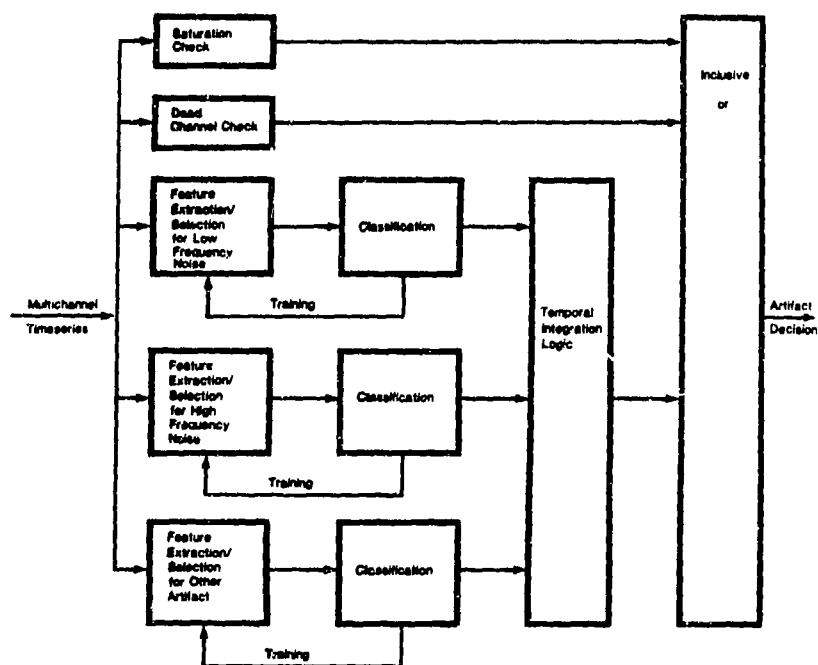 Saturation
Check
Inclusive
or
Dead
Channel Check
Feature
Extraction/
Selection
for Low
Frequency
Noise
Classification
Training
Multichannel
Timeseries
Temporal
Integration
Logic
Artifact
Decision
Feature
Extraction/
Selection
for High
Frequency
Noise
Classification
Training
Feature
Extraction/
Selection
for Other
Artifact
Classification
Training